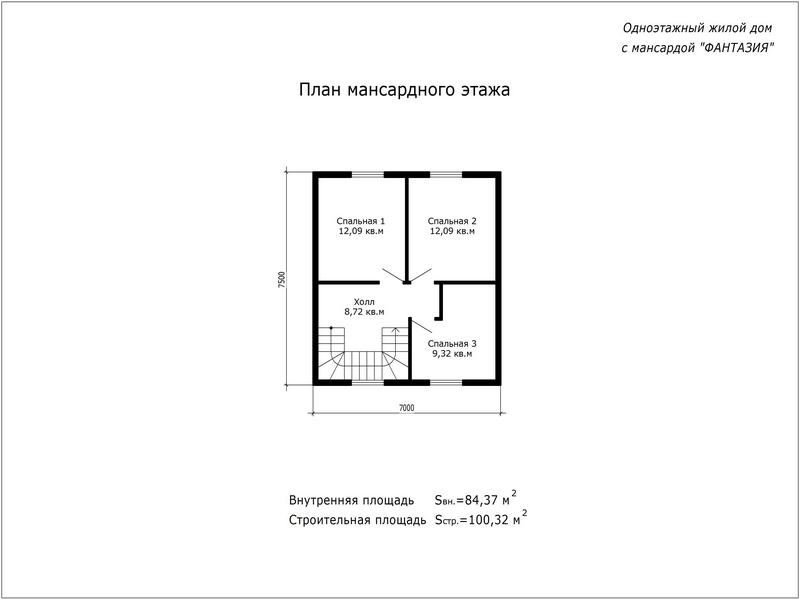 Одноэтажный жилой дом
с мансардой "ФАНТАЗИЯ"
План мансардного этажа
Спальная 1
12,09 кв.м
Спальная 2
12,09 кв.м
7500
Холл
8,72 кв.м
Спальная 3
9,32 кв.м
7000
Внутренняя площадь Sвн.=84,37 м²
Строительная площадь Sстр.=100,32 м²